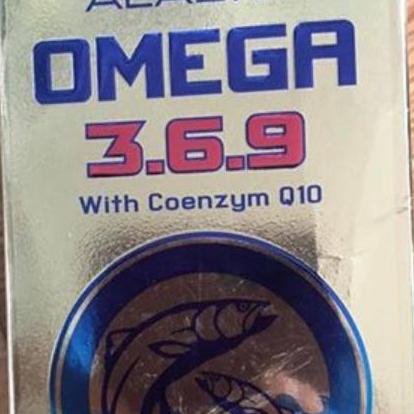 OMEGA
3.6.9
With Coenzym Q10